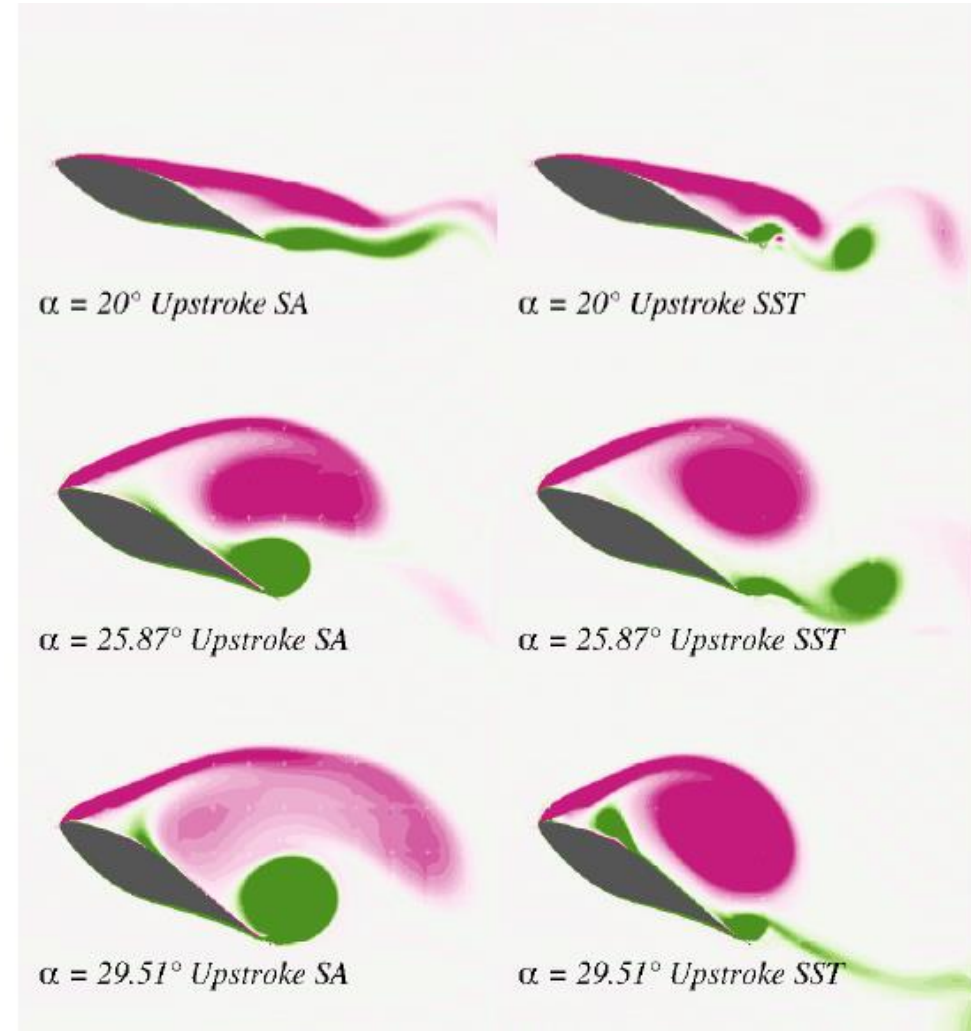 α = 20° Upstroke SA
α = 20° Upstroke SST
α = 25.87° Upstroke SA
α = 25.87° Upstroke SST
α = 29.51° Upstroke SA
α = 29.51° Upstroke SST